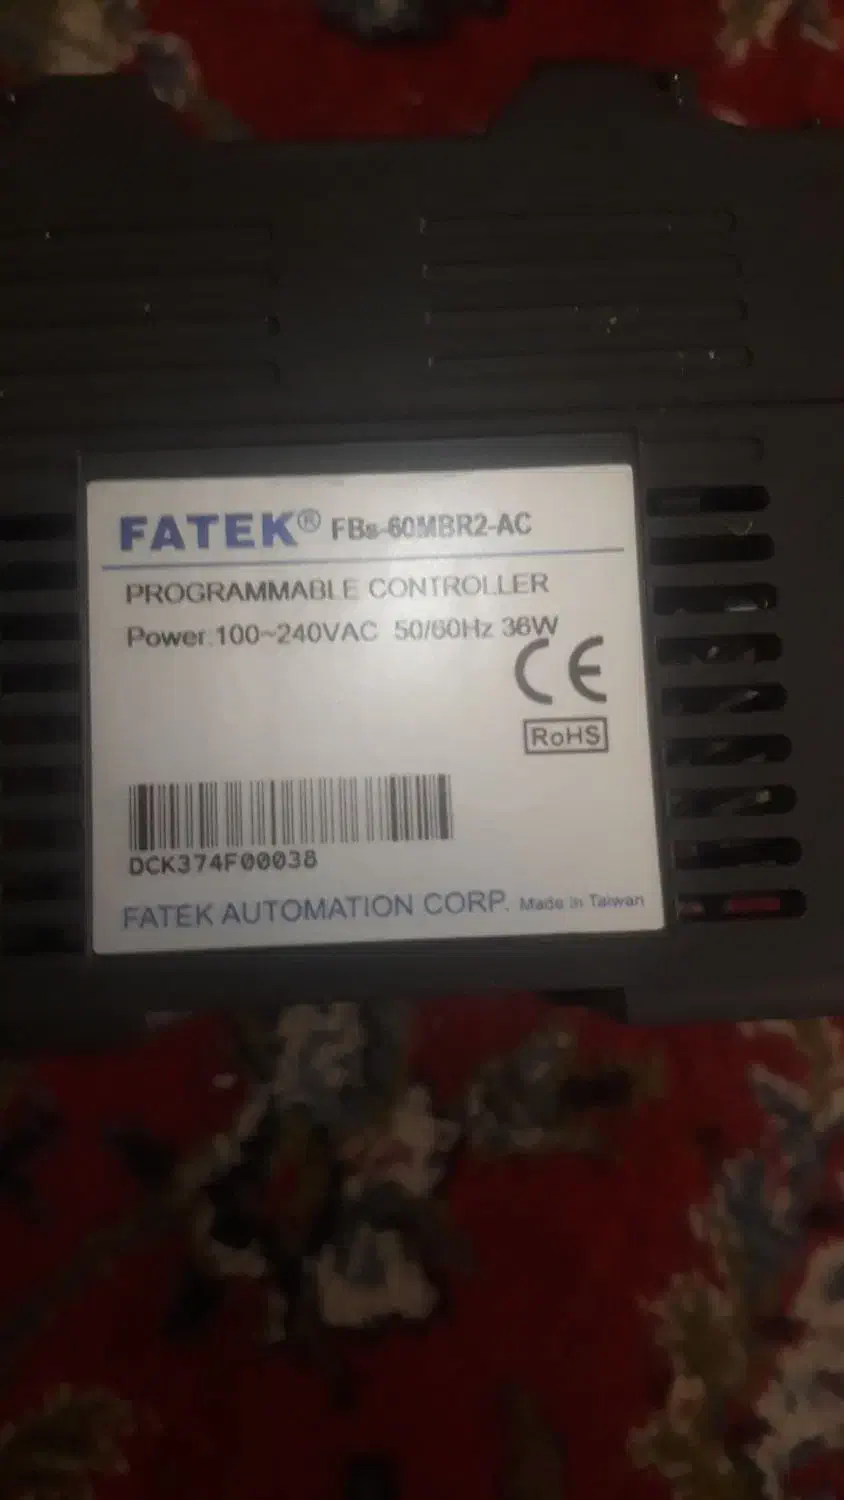 FATEK® FBs-60MBR2-AC
PROGRAMMABLE CONTROLLER
Power:100~240VAC 50/60Hz 36W
CE
RoHS
DCK374F00038
FATEK AUTOMATION CORP. Made in Taiwan